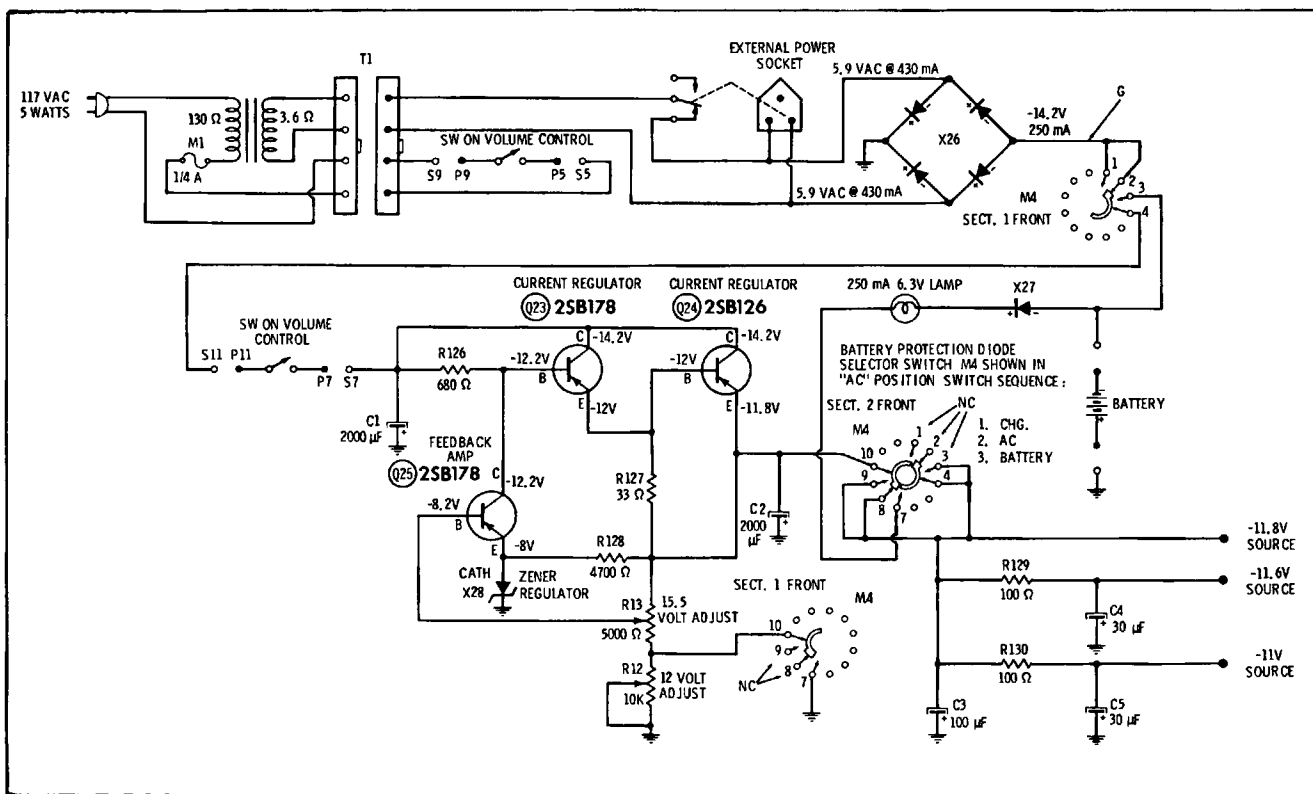 T1
EXTERNAL POWER
SOCKET
117 VAC
5 WATTS
130 Ω
3.6 Ω
M1
1/4 A
SW ON VOLUME CONTROL
S9 P9
P5 S5
5.9 VAC @ 430 mA
5.9 VAC @ 430 mA
X26
-14.2V
250 mA
G
1
2
3
4
M4
SECT. 1 FRONT
CURRENT REGULATOR
Q23 2SB178
CURRENT REGULATOR
Q24 2SB126
250 mA 6.3V LAMP
X27
+
-
SW ON VOLUME
CONTROL
S11 P11
P7 S7
R126
680 Ω
-12.2V
B
C
-14.2V
E
-12V
-12V
B
C
-14.2V
E
-11.8V
BATTERY PROTECTION DIODE
SELECTOR SWITCH M4 SHOWN IN
"AC" POSITION SWITCH SEQUENCE:
1. CHG.
2. AC
3. BATTERY
SECT. 2 FRONT
NC
M4
1
2
3
4
10
9
8
7
BATTERY
C1
2000 µF
+
FEEDBACK
AMP
Q25 2SB178
C
-12.2V
-8.2V
B
E
-8V
R127
33 Ω
R128
4700 Ω
C2
2000
µF
+
CATH
X28
ZENER
REGULATOR
R13
5000 Ω
15.5
VOLT ADJUST
R12
10K
12 VOLT
ADJUST
SECT. 1 FRONT
M4
10
9
8
7
NC
-11.8V
SOURCE
R129
100 Ω
-11.6V
SOURCE
C4
30 µF
+
R130
100 Ω
-11V
SOURCE
C3
100 µF
+
C5
30 µF
+